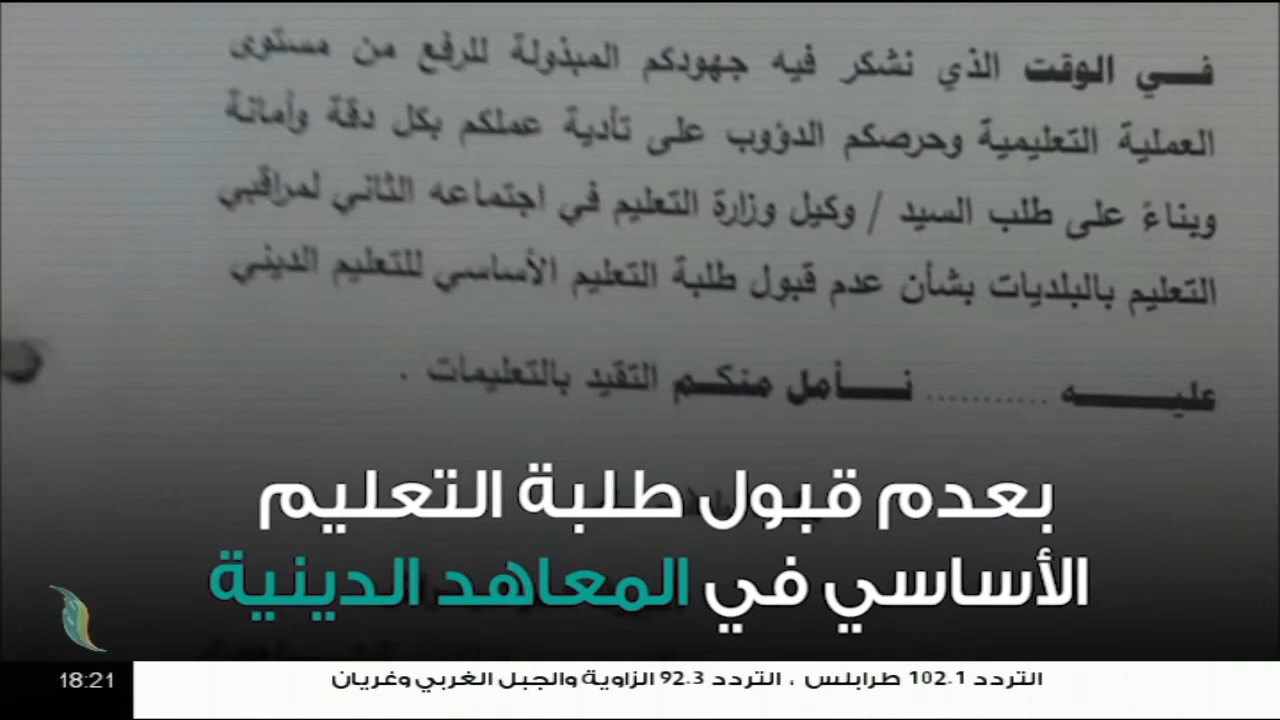 في الوقت الذي نشكر فيه جهودكم المبذولة للرفع من مستوى
العملية التعليمية وحرصكم الدؤوب على تأدية عملكم بكل دقة وأمانة
وبناءً على طلب السيد / وكيل وزارة التعليم في اجتماعه الثاني لمراقبي
التعليم بالبلديات بشأن عدم قبول طلبة التعليم الأساسي للتعليم الديني
عليه ........... نأمل منكم التقيد بالتعليمات .
بعدم قبول طلبة التعليم
الأساسي في المعاهد الدينية
18:21
التردد 102.1 طرابلس ، التردد 92.3 الزاوية والجبل الغربي وغريان